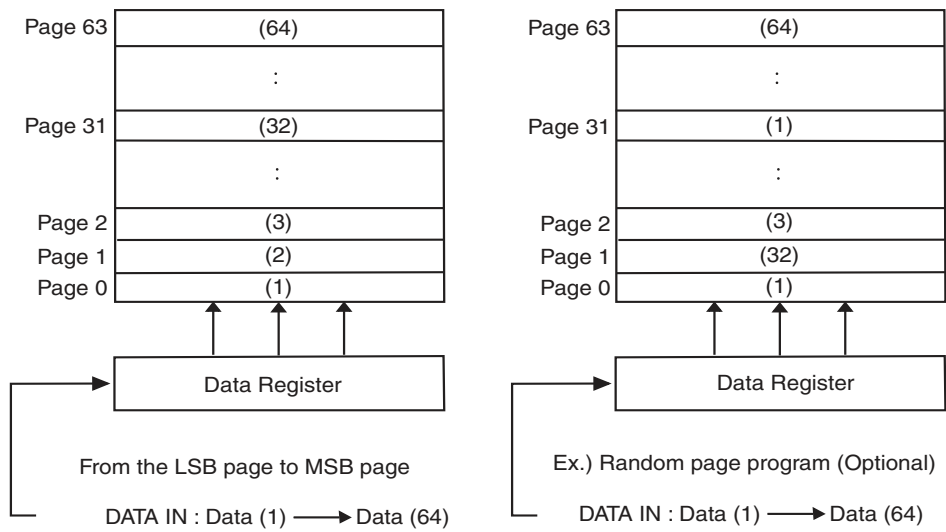 Page 63 (64)
:
Page 31 (32)
:
Page 2 (3)
Page 1 (2)
Page 0 (1)
Data Register
From the LSB page to MSB page
DATA IN : Data (1) → Data (64)
Page 63 (64)
:
Page 31 (1)
:
Page 2 (3)
Page 1 (32)
Page 0 (1)
Data Register
Ex.) Random page program (Optional)
DATA IN : Data (1) → Data (64)